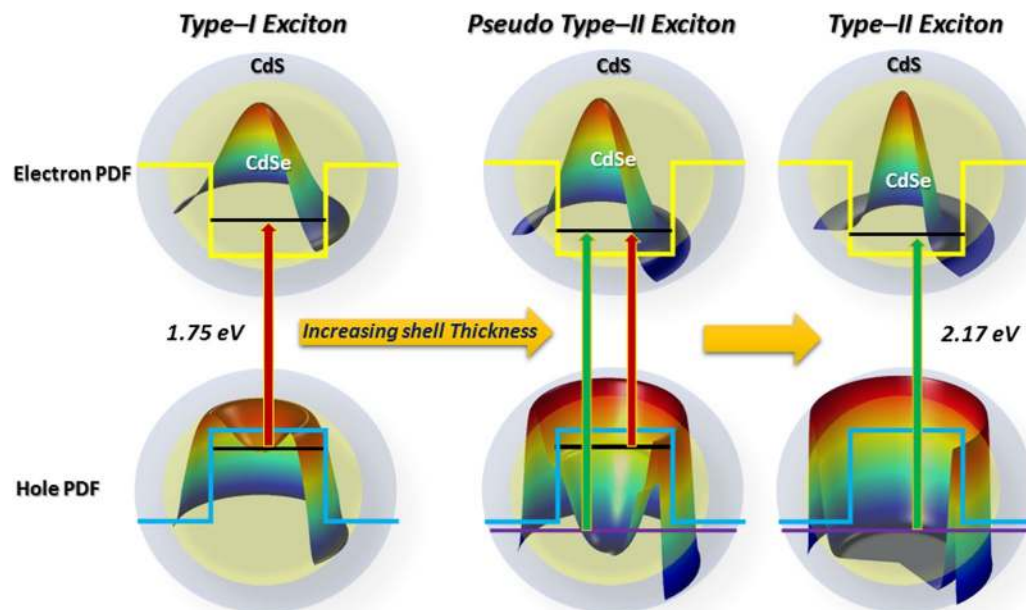 Type–I Exciton
Pseudo Type–II Exciton
Type–II Exciton
CdS
CdS
CdS
CdSe
CdSe
CdSe
Electron PDF
1.75 eV
Increasing shell Thickness
2.17 eV
Hole PDF